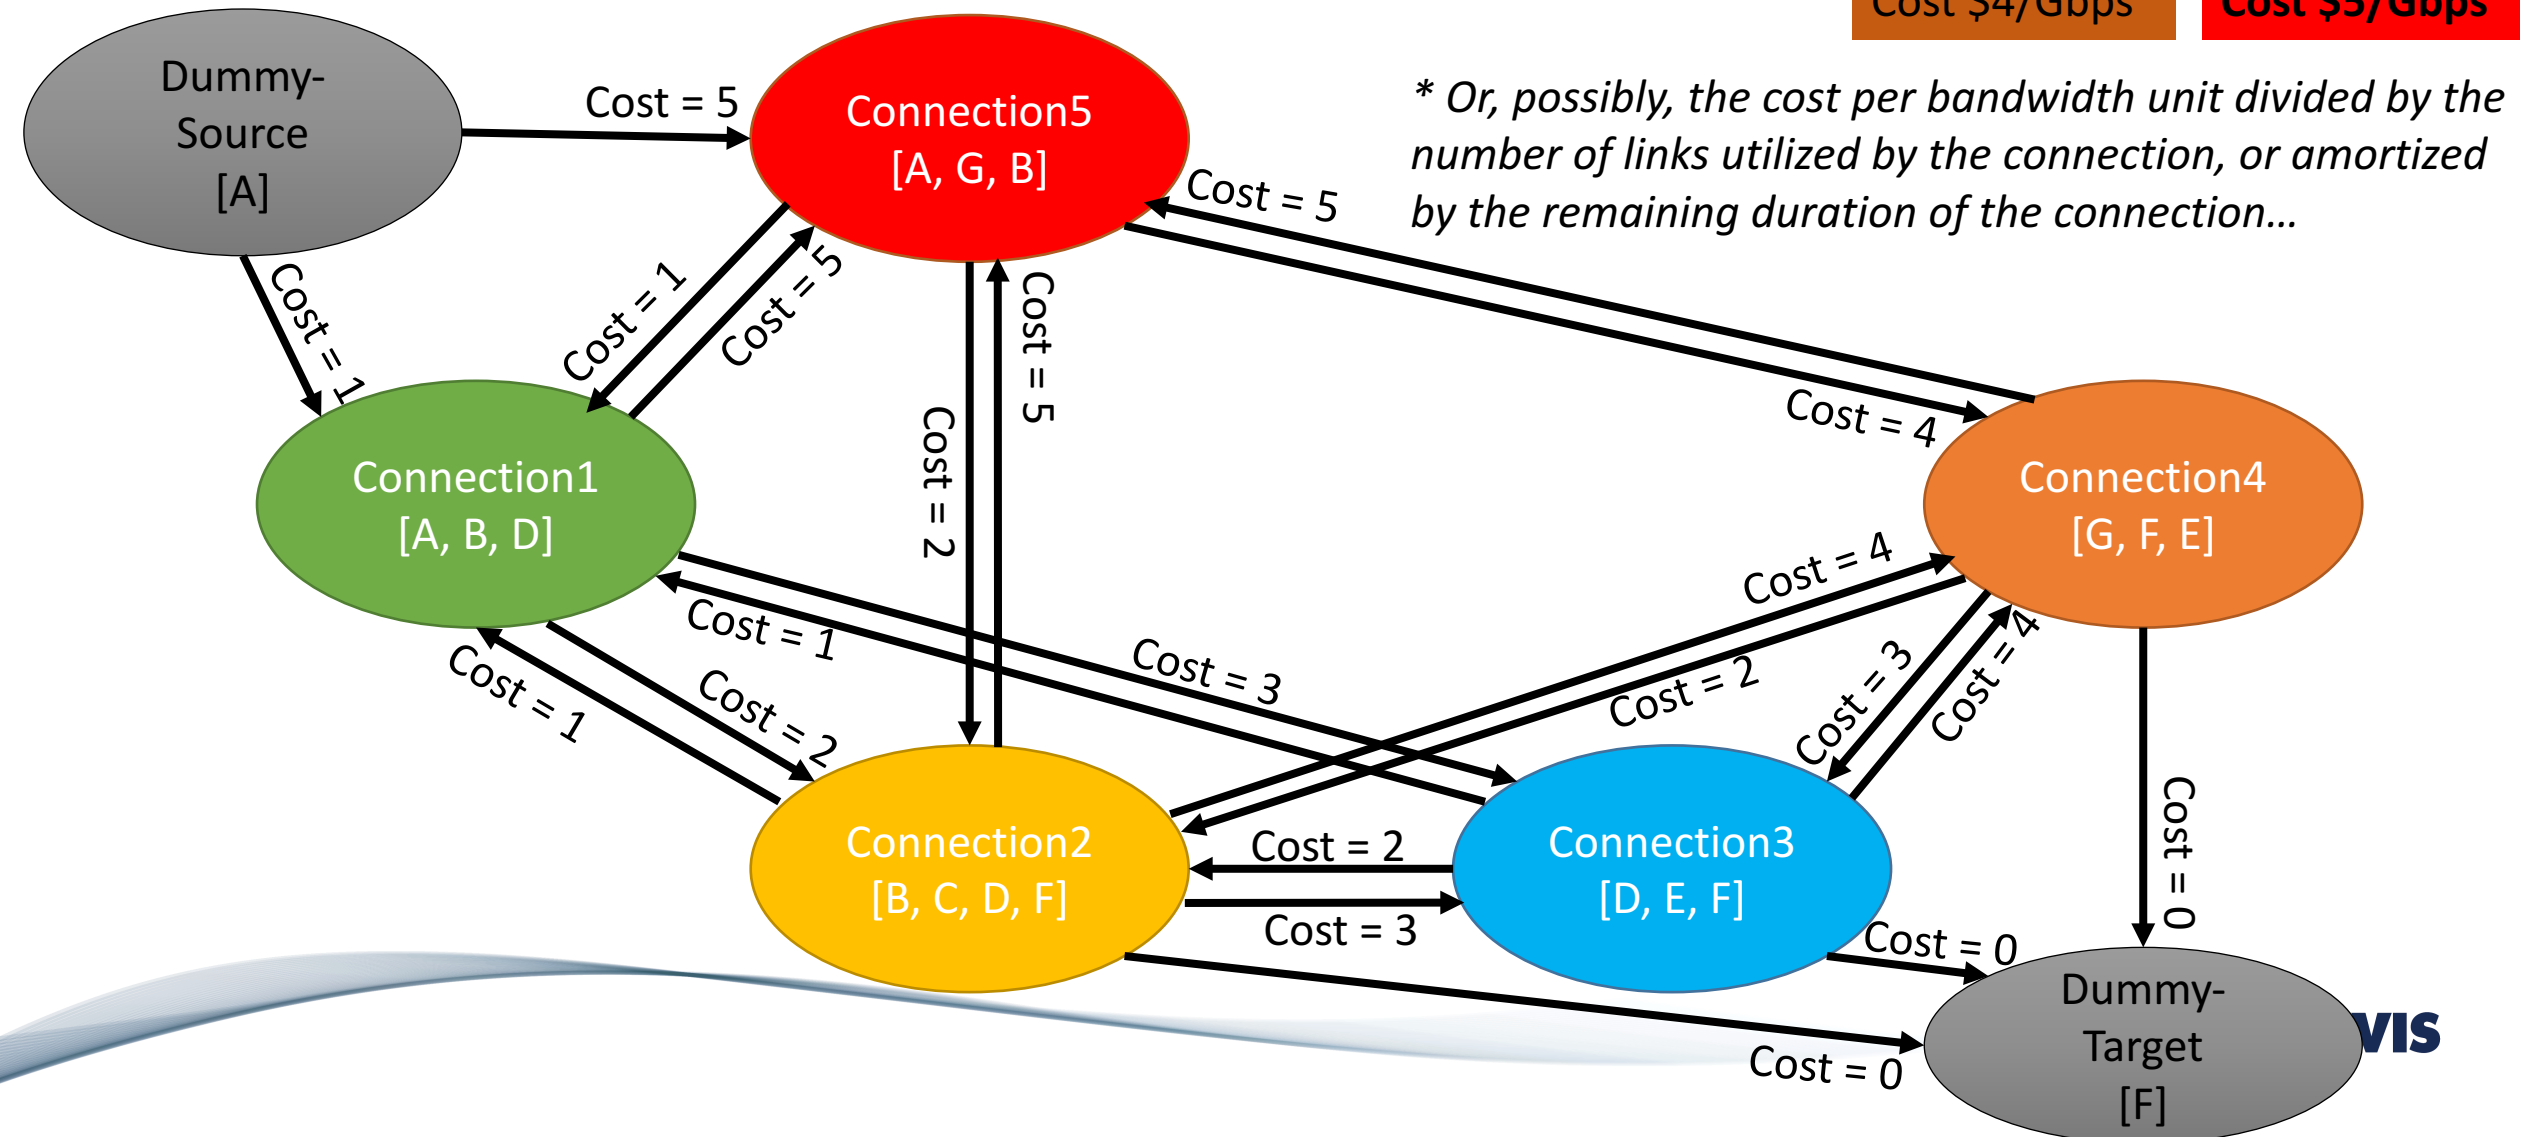 Cost $4/Gbps
Cost $5/Gbps
* Or, possibly, the cost per bandwidth unit divided by the
number of links utilized by the connection, or amortized
by the remaining duration of the connection…
Dummy-
Source
[A]
Cost = 5
Connection5
[A, G, B]
Cost = 5
Cost = 1
Cost = 1
Cost = 5
Cost = 5
Cost = 2
Cost = 4
Connection1
[A, B, D]
Connection4
[G, F, E]
Cost = 4
Cost = 1
Cost = 3
Cost = 2
Cost = 3
Cost = 4
Cost = 1
Cost = 2
Connection2
[B, C, D, F]
Cost = 2
Cost = 3
Connection3
[D, E, F]
Cost = 0
Cost = 0
Cost = 0
Dummy-
Target
[F]
VIS